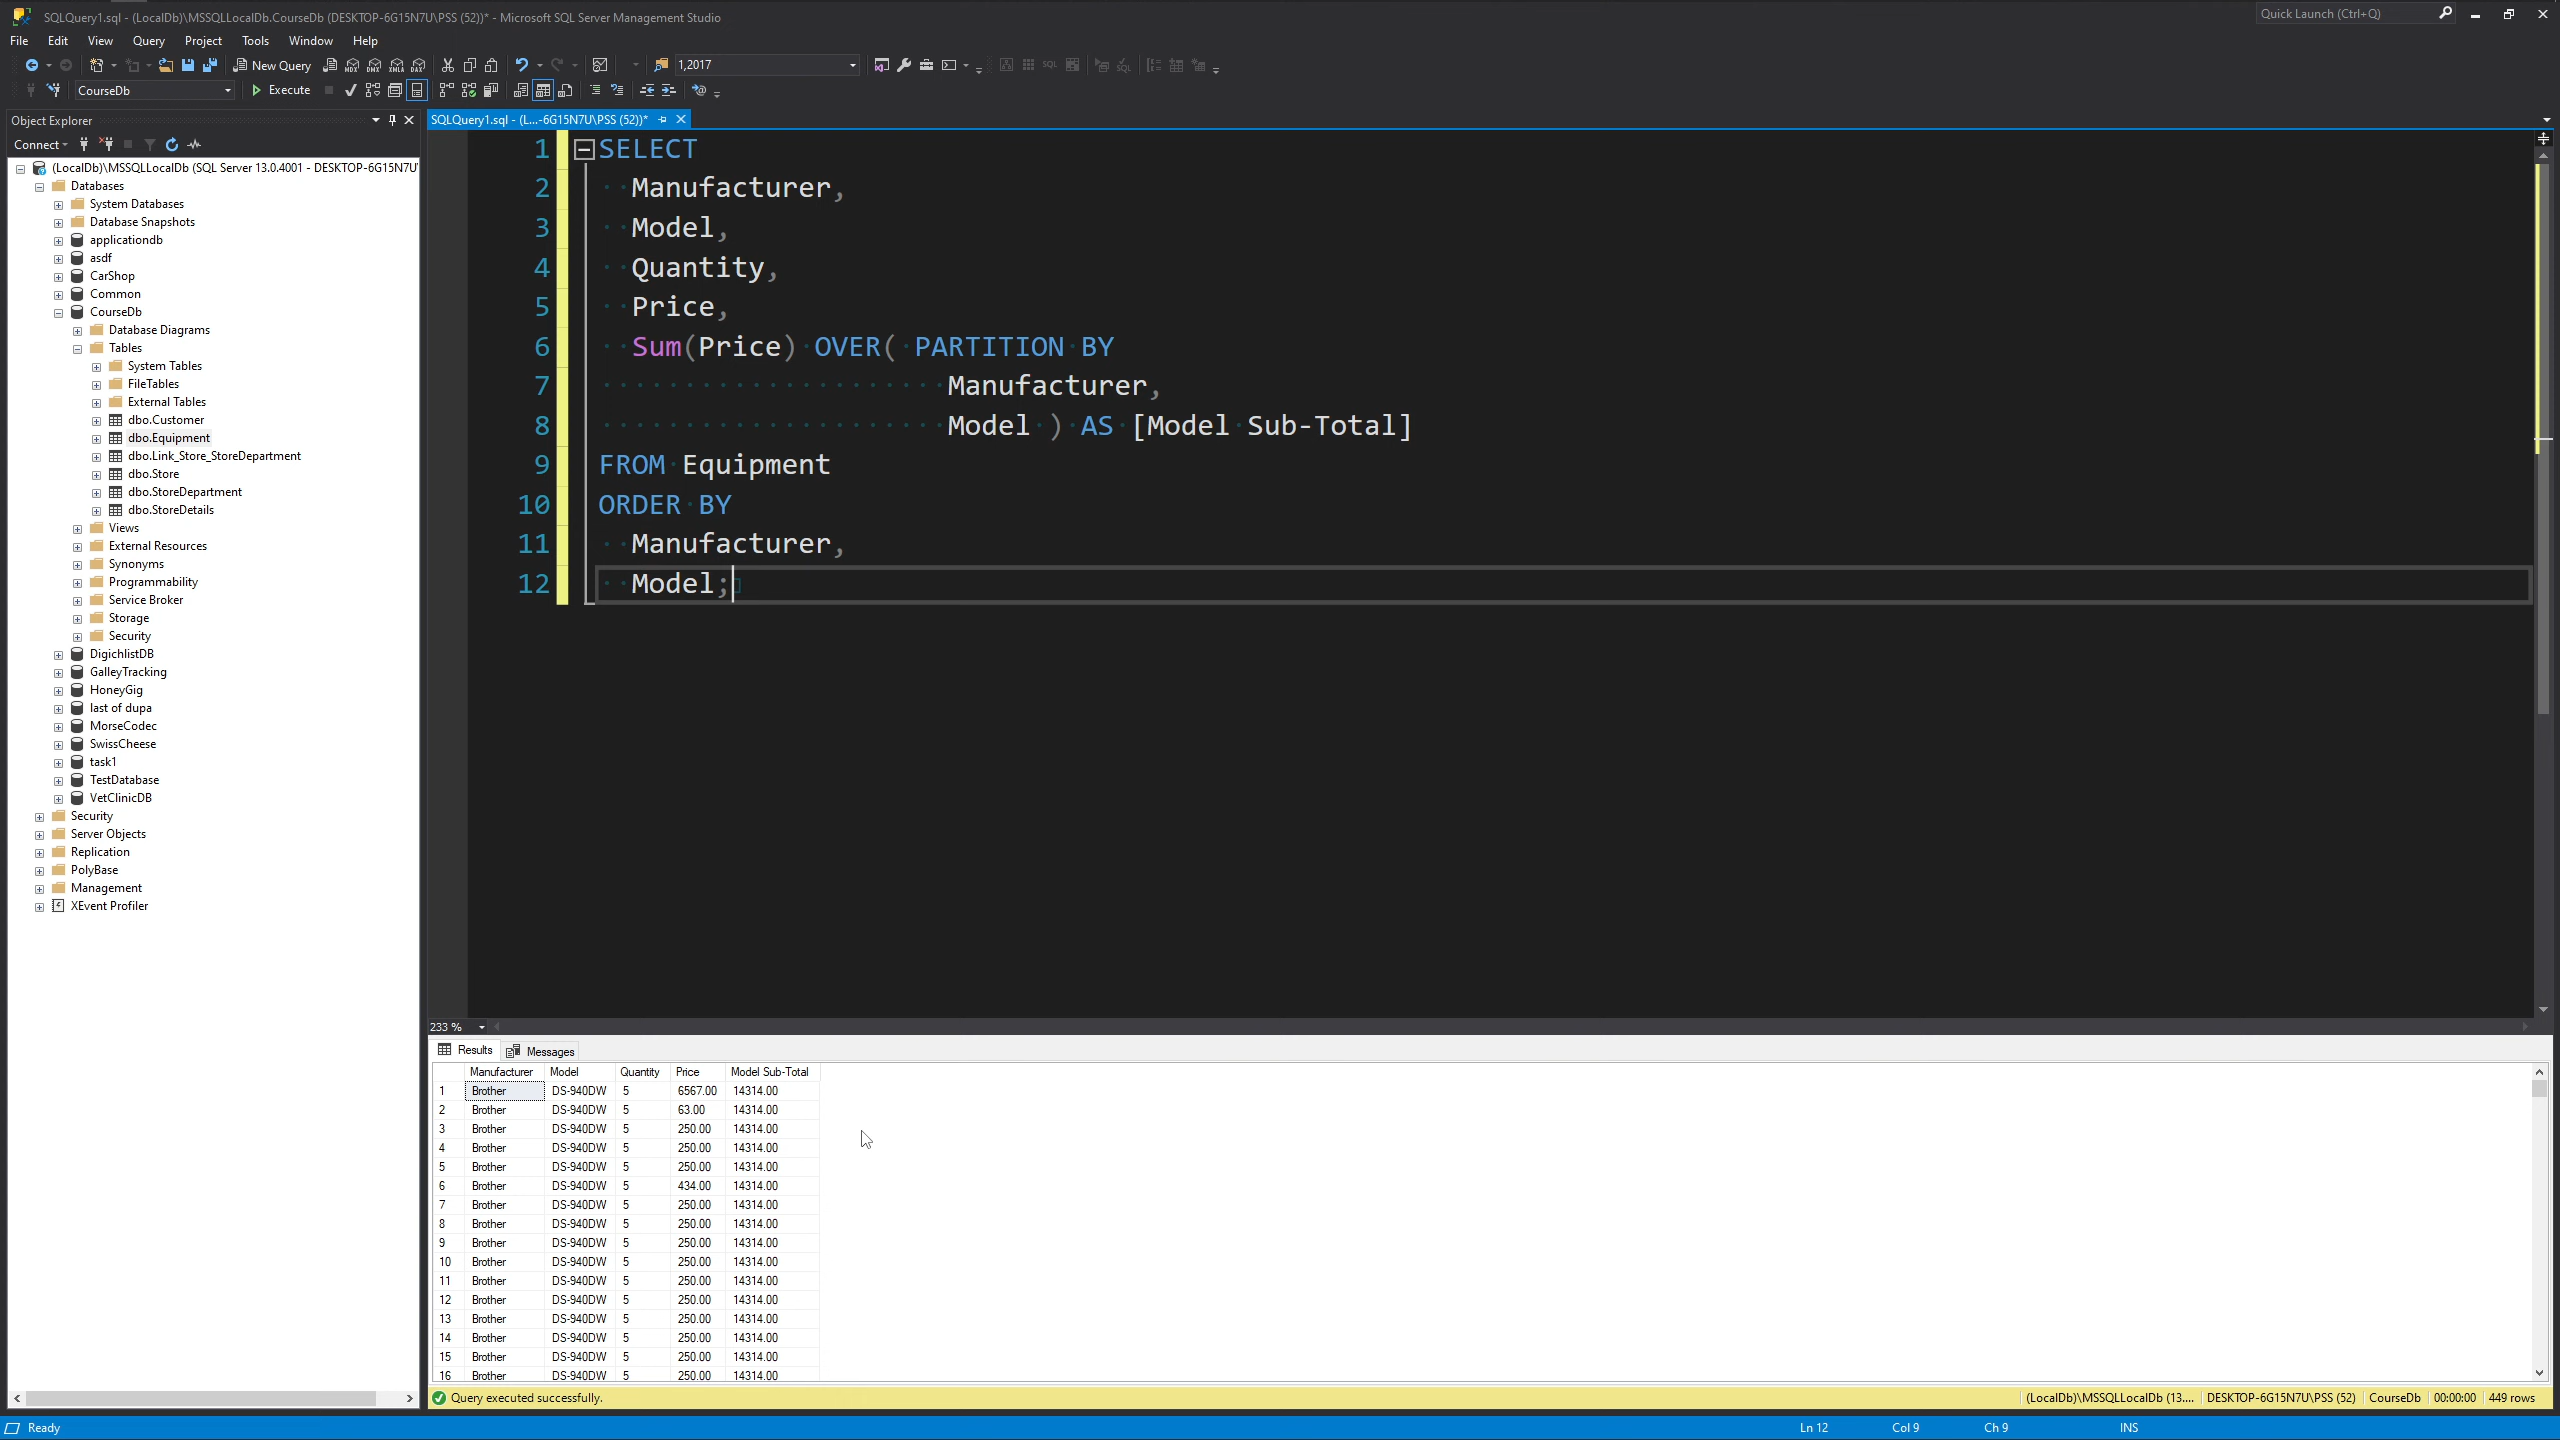 SQLQuery1.sql - (LocalDb)\MSSQLLocalDb.CourseDb (DESKTOP-6G15N7U\PSS (52))* - Microsoft SQL Server Management Studio
Quick Launch (Ctrl+Q)
File Edit View Query Project Tools Window Help
New Query 1,2017
CourseDb Execute
Object Explorer
Connect
(LocalDb)\MSSQLLocalDb (SQL Server 13.0.4001 - DESKTOP-6G15N7U
Databases
System Databases
Database Snapshots
applicationdb
asdf
CarShop
Common
CourseDb
Database Diagrams
Tables
System Tables
FileTables
External Tables
dbo.Customer
dbo.Equipment
dbo.Link_Store_StoreDepartment
dbo.Store
dbo.StoreDepartment
dbo.StoreDetails
Views
External Resources
Synonyms
Programmability
Service Broker
Storage
Security
DigichlistDB
GalleyTracking
HoneyGig
last of dupa
MorseCodec
SwissCheese
task1
TestDatabase
VetClinicDB
Security
Server Objects
Replication
PolyBase
Management
XEvent Profiler
SQLQuery1.sql - (L...-6G15N7U\PSS (52))*
1 SELECT
2 Manufacturer,
3 Model,
4 Quantity,
5 Price,
6 Sum(Price) OVER( PARTITION BY
7 Manufacturer,
8 Model ) AS [Model Sub-Total]
9 FROM Equipment
10 ORDER BY
11 Manufacturer,
12 Model;
233 %
Results Messages
Manufacturer Model Quantity Price Model Sub-Total
1 Brother DS-940DW 5 6567.00 14314.00
2 Brother DS-940DW 5 63.00 14314.00
3 Brother DS-940DW 5 250.00 14314.00
4 Brother DS-940DW 5 250.00 14314.00
5 Brother DS-940DW 5 250.00 14314.00
6 Brother DS-940DW 5 434.00 14314.00
7 Brother DS-940DW 5 250.00 14314.00
8 Brother DS-940DW 5 250.00 14314.00
9 Brother DS-940DW 5 250.00 14314.00
10 Brother DS-940DW 5 250.00 14314.00
11 Brother DS-940DW 5 250.00 14314.00
12 Brother DS-940DW 5 250.00 14314.00
13 Brother DS-940DW 5 250.00 14314.00
14 Brother DS-940DW 5 250.00 14314.00
15 Brother DS-940DW 5 250.00 14314.00
16 Brother DS-940DW 5 250.00 14314.00
Query executed successfully. (LocalDb)\MSSQLLocalDb (13.... DESKTOP-6G15N7U\PSS (52) CourseDb 00:00:00 449 rows
Ready Ln 12 Col 9 Ch 9 INS